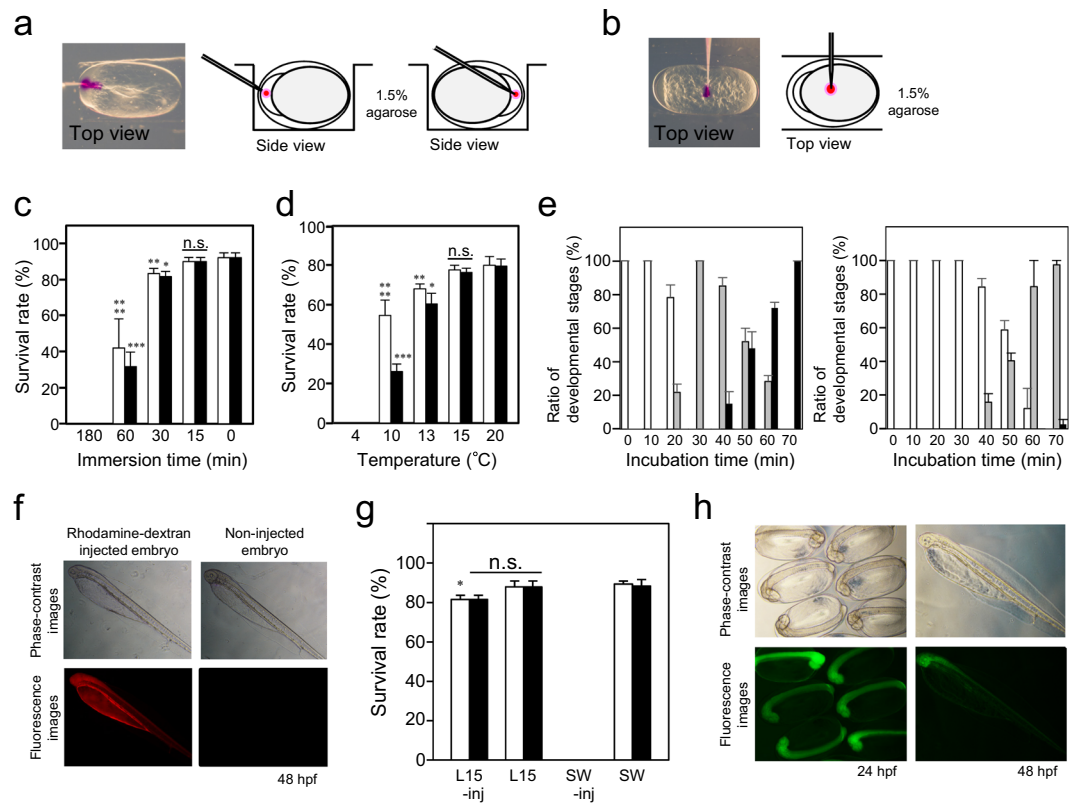 a
Top view
Side view
1.5%
agarose
Side view
b
Top view
Top view
1.5%
agarose
c
Survival rate (%)
100
80
60
40
20
0
**
**
***
**
*
n.s.
180 60 30 15 0
Immersion time (min)
d
Survival rate (%)
100
80
60
40
20
0
**
**
***
**
*
n.s.
4 10 13 15 20
Temperature (°C)
e
Ratio of
developmental stages (%)
100
80
60
40
20
0
0 10 20 30 40 50 60 70
Incubation time (min)
Ratio of
developmental stages (%)
100
80
60
40
20
0
0 10 20 30 40 50 60 70
Incubation time (min)
f
Rhodamine-dextran
injected embryo
Non-injected
embryo
Phase-contrast
images
Fluorescence
images
48 hpf
g
Survival rate (%)
100
80
60
40
20
0
*
n.s.
L15
-inj
L15
SW
-inj
SW
h
Phase-contrast
images
Fluorescence
images
24 hpf
48 hpf